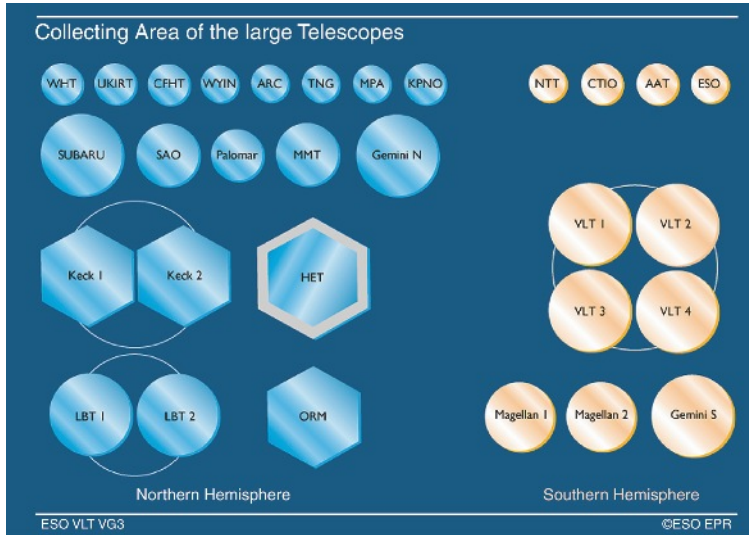 Collecting Area of the large Telescopes
WHT UKIRT CFHT WYIN ARC TNG MPA KPNO
NTT CTIO AAT ESO
SUBARU SAO Palomar MMT Gemini N
VLT 1 VLT 2
Keck 1 Keck 2 HET
VLT 3 VLT 4
LBT 1 LBT 2 ORM
Magellan 1 Magellan 2 Gemini S
Northern Hemisphere
Southern Hemisphere
ESO VLT VG3
©ESO EPR